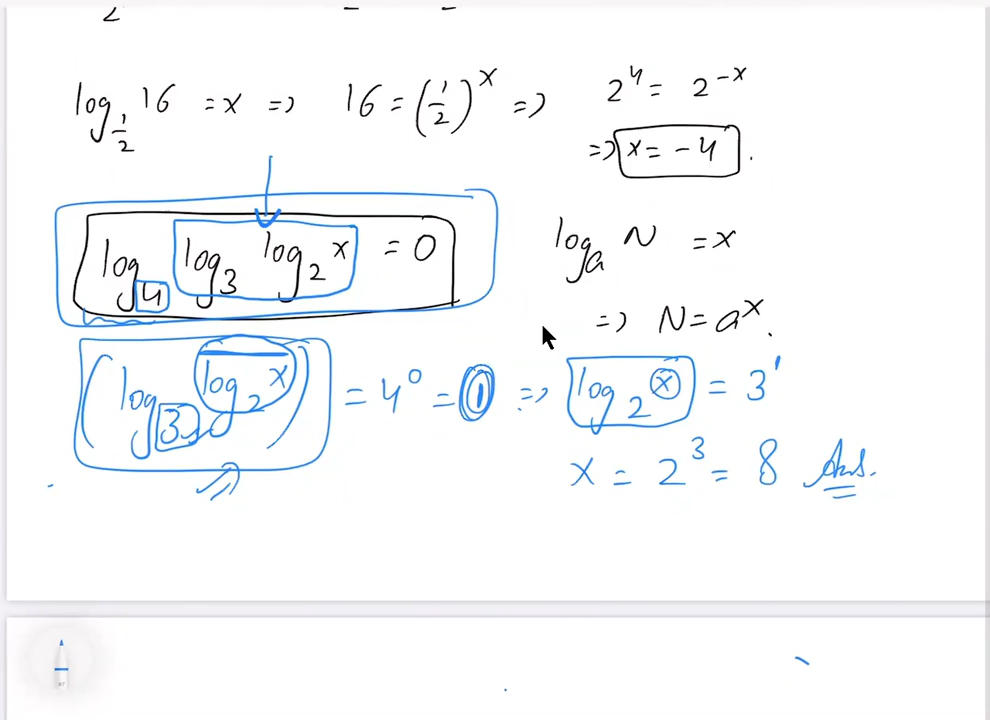 log_{1/2} 16 = x => 16 = (1/2)^x => 2^4 = 2^{-x}
=> x = -4 .
log_4 log_3 log_2 x = 0
log_a N = x
=> N = a^x.
(log_3 log_2 x) = 4^0 = 1 => log_2 x = 3^1
x = 2^3 = 8 Ans.